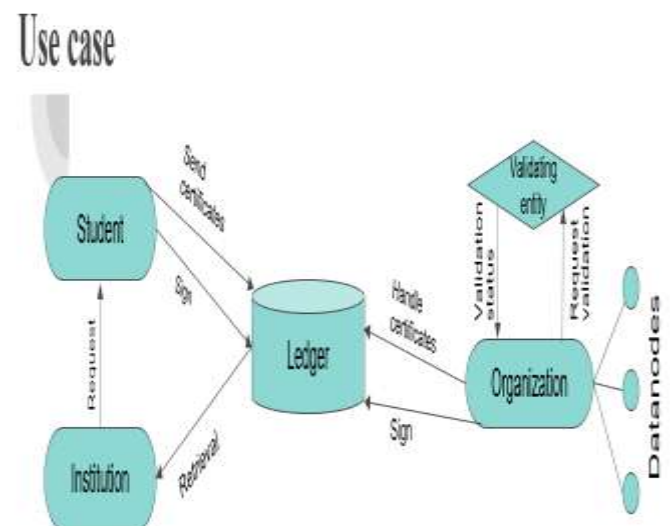 Use case
Send
certificates
Validating
entity
Student
Sign
Validation
status
Request
validation
Handle
certificates
Ledger
Request
Organization
Datanodes
Sign
Retrieval
Institution